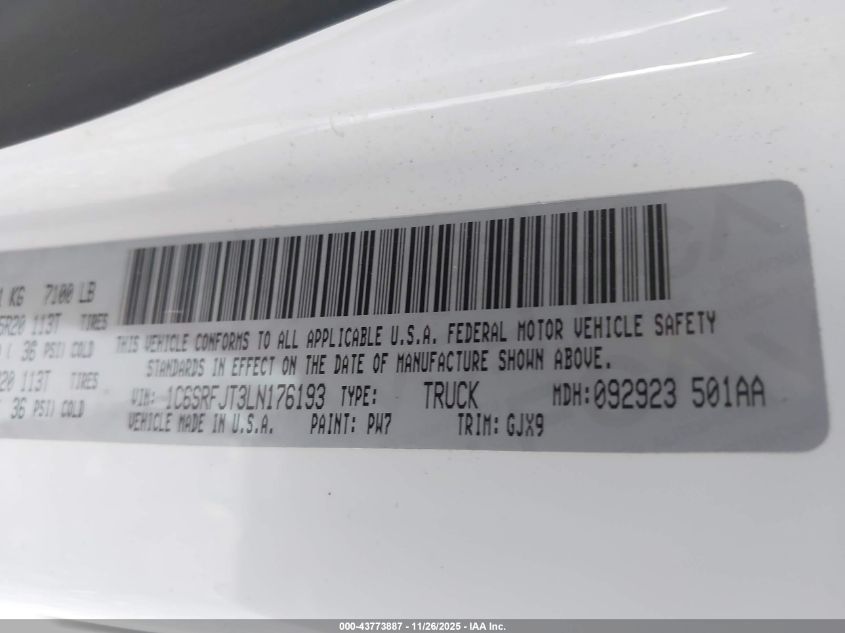 1 KG 7100 LB
5R20 113T TIRES
( 36 PSI) COLD
20 113T TIRES
36 PSI) COLD
THIS VEHICLE CONFORMS TO ALL APPLICABLE U.S.A. FEDERAL MOTOR VEHICLE SAFETY
STANDARDS IN EFFECT ON THE DATE OF MANUFACTURE SHOWN ABOVE.
VIN: 1C6SRFJT3LN176193 TYPE: TRUCK MDH:092923 501AA
VEHICLE MADE IN U.S.A. PAINT: PW7 TRIM: GJX9
000-43773887 - 11/26/2025 - IAA Inc.